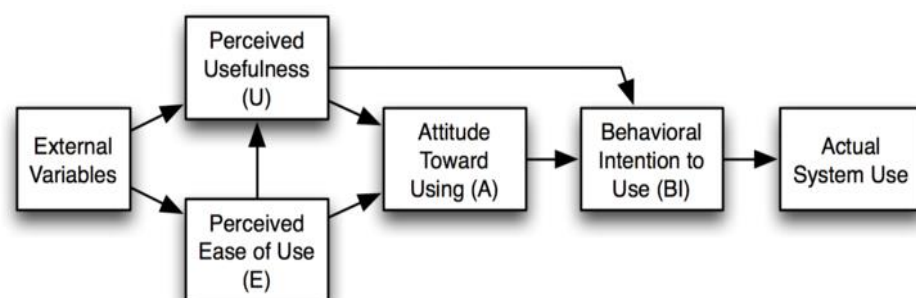 External
Variables
Perceived
Usefulness
(U)
Perceived
Ease of Use
(E)
Attitude
Toward
Using (A)
Behavioral
Intention to
Use (BI)
Actual
System Use